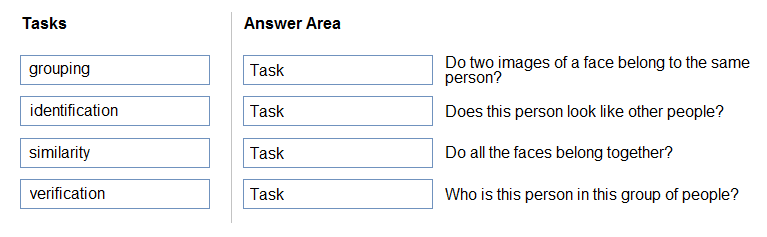 Tasks
Answer Area
grouping
Task
Do two images of a face belong to the same
person?
identification
Task
Does this person look like other people?
similarity
Task
Do all the faces belong together?
verification
Task
Who is this person in this group of people?